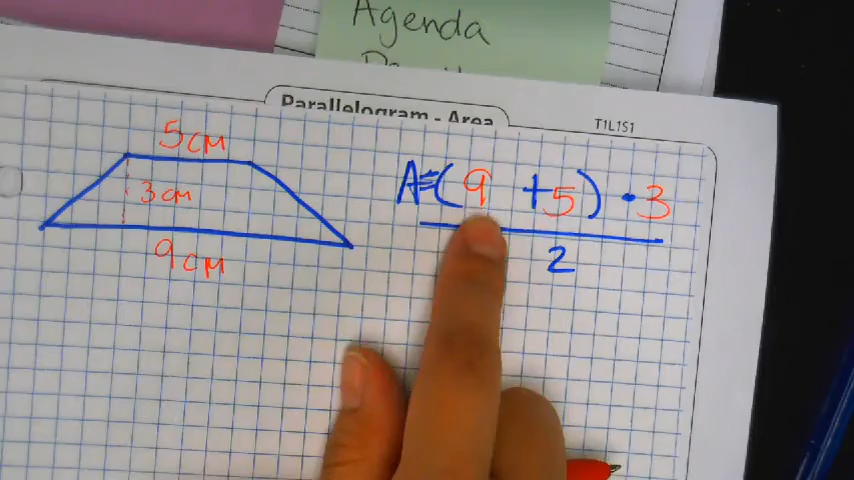 Agenda
Parallelogram - Area
T1L1S1
5cm
3cm
9cm
A=(9 +5) • 3
2